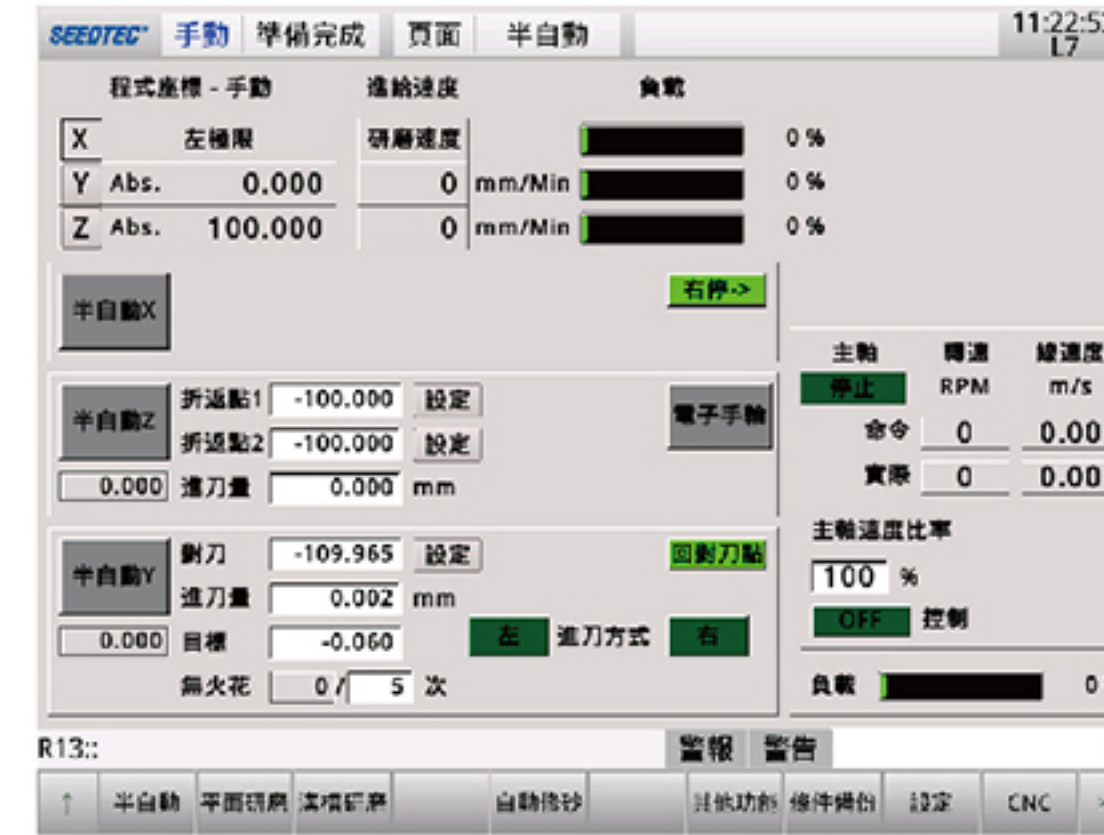 SEEDTEC 手動 準備完成 頁面 半自動 11:22:5
L7
程式座標 - 手動 進給速度 負載
X 左極限 研磨速度 0 %
Y Abs. 0.000 0 mm/Min 0 %
Z Abs. 100.000 0 mm/Min 0 %
半自動X 右停->
主軸 轉速 線速度
停止 RPM m/s
命令 0 0.00
實際 0 0.00
半自動Z 折返點1 -100.000 設定 電子手輪
折返點2 -100.000 設定
0.000 進刀量 0.000 mm
主軸速度比率
100 %
OFF 控制
半自動Y 對刀 -109.965 設定 回對刀點
進刀量 0.002 mm
0.000 目標 -0.060 左 進刀方式 右
無火花 0 / 5 次
負載 0
R13:: 警報 警告
↑ 半自動 平面研磨 溝槽研磨 自動修砂 其他功能 條件備份 設定 CNC